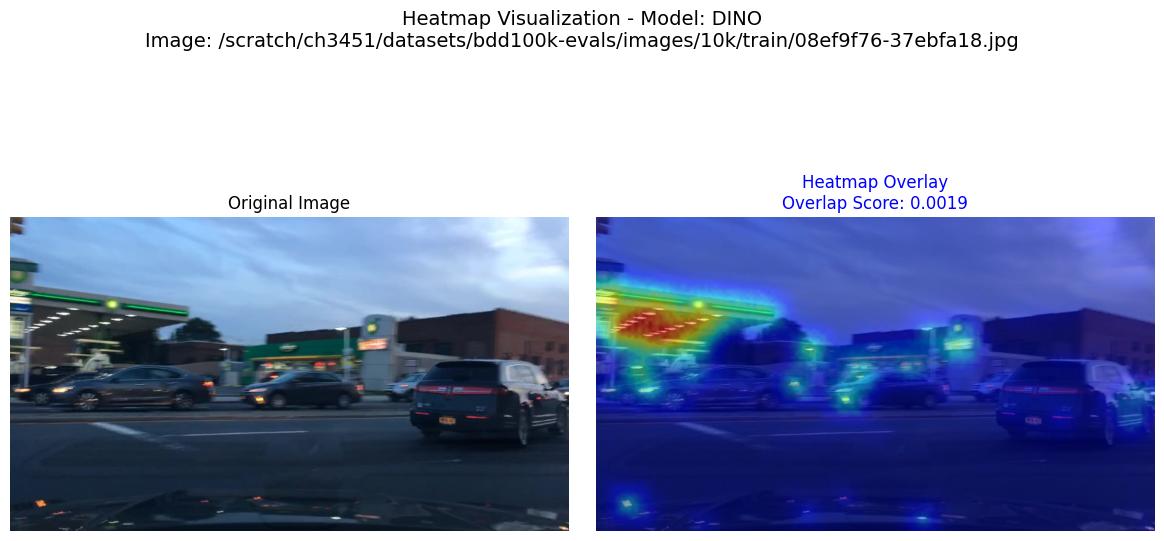 Heatmap Visualization - Model: DINO
Image: /scratch/ch3451/datasets/bdd100k-evals/images/10k/train/08ef9f76-37ebfa18.jpg
Original Image
Heatmap Overlay
Overlap Score: 0.0019